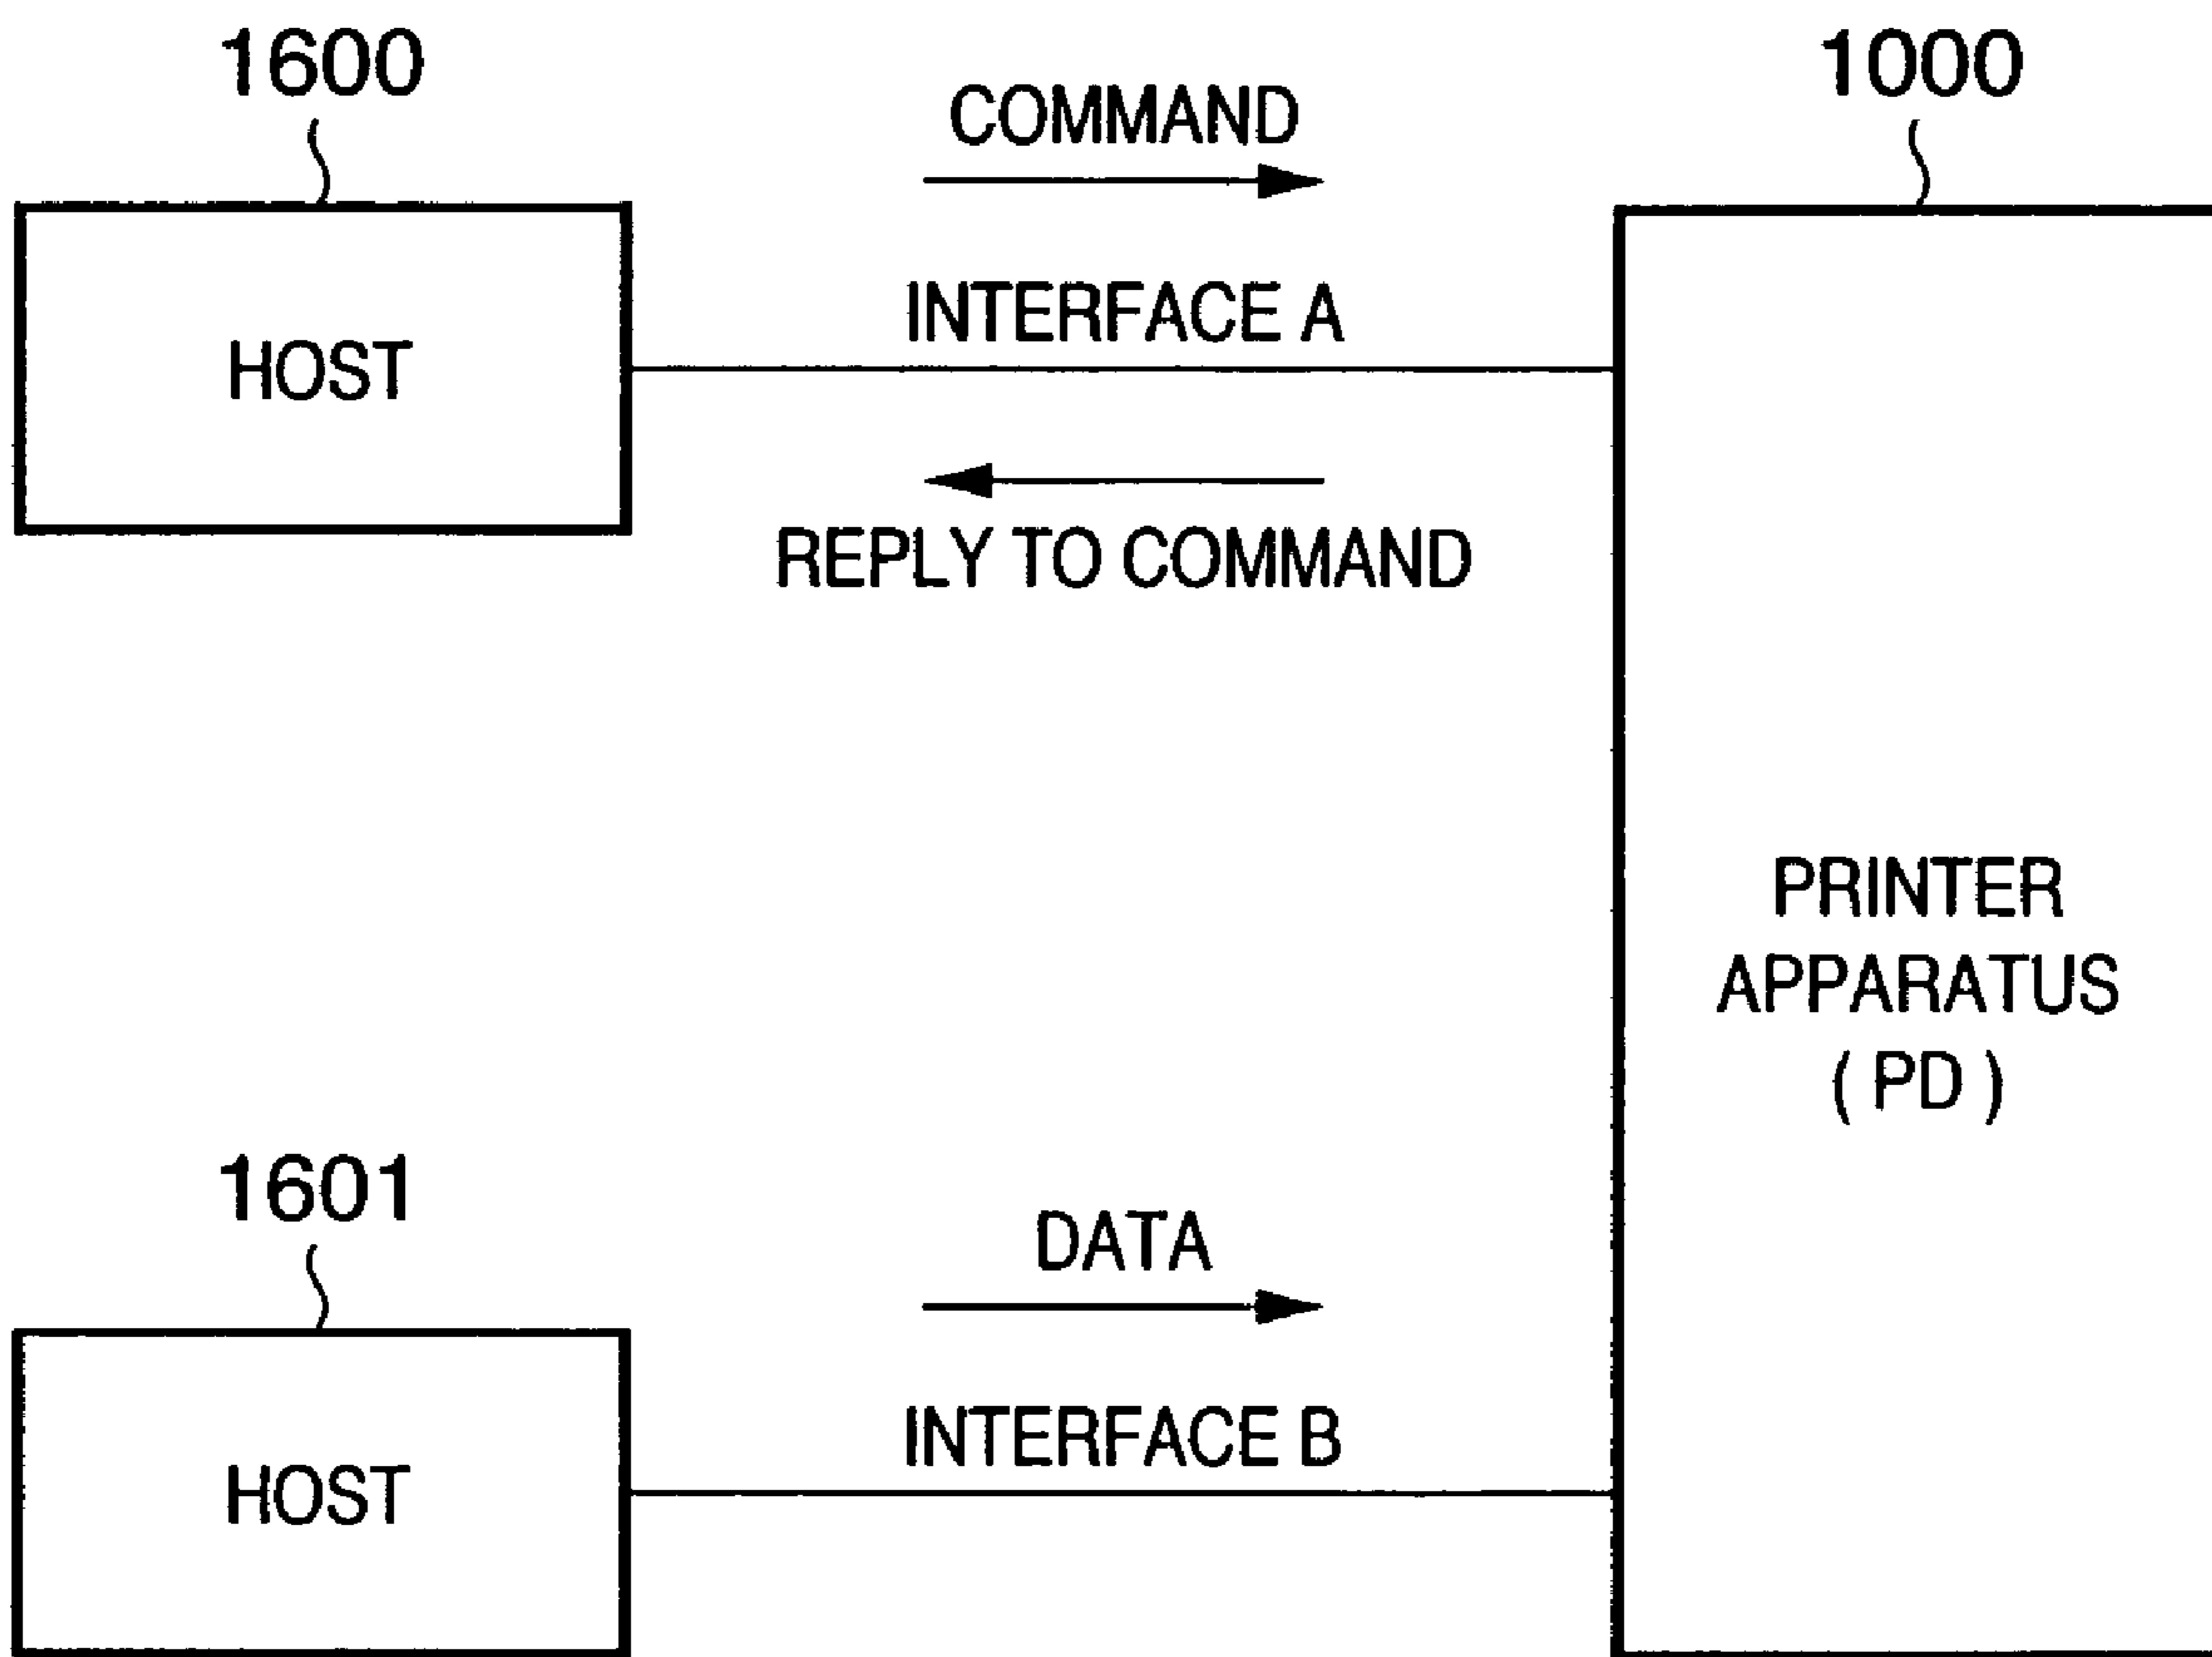 1600
1000
COMMAND
INTERFACE A
HOST
REPLY TO COMMAND
PRINTER
APPARATUS
( PD )
1601
DATA
INTERFACE B
HOST